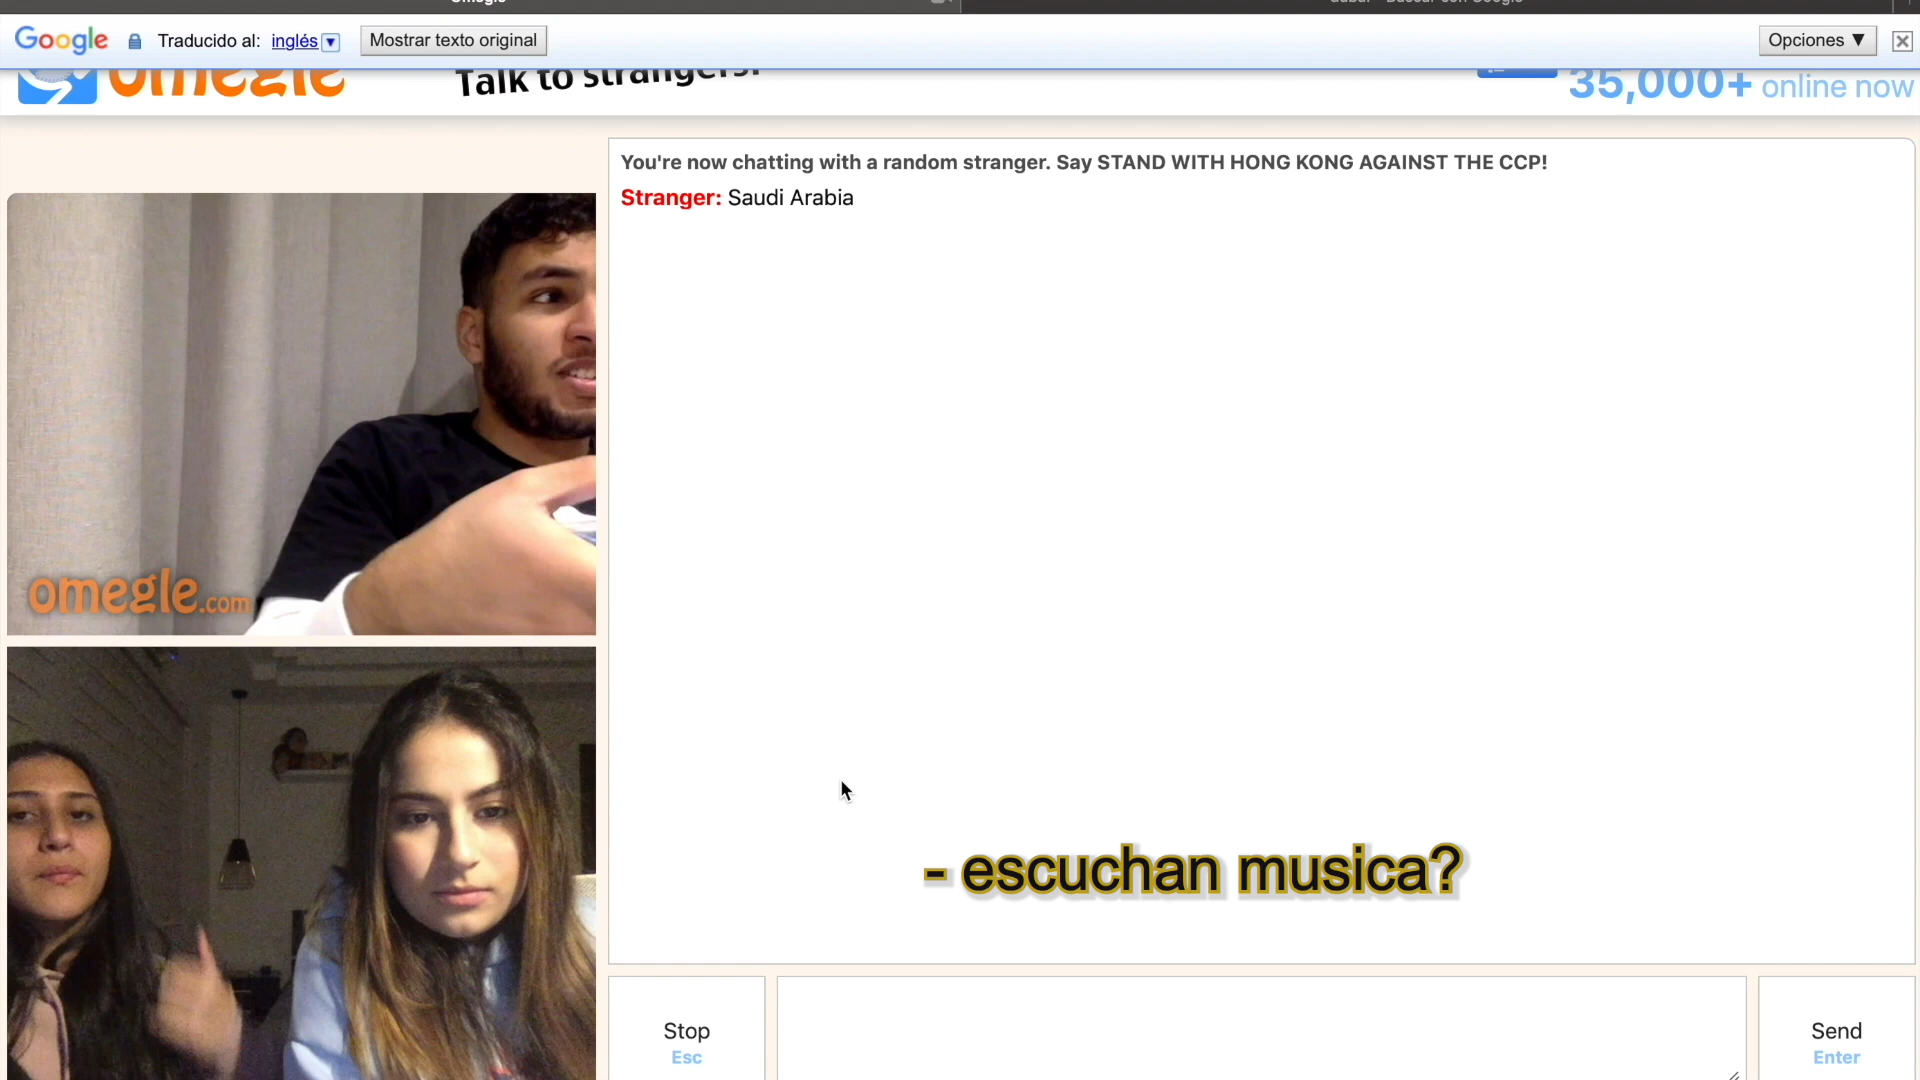 Omegle
Google Traducido al: inglés ▼ Mostrar texto original Opciones ▼
omegle Talk to strangers! 35,000+ online now
You're now chatting with a random stranger. Say STAND WITH HONG KONG AGAINST THE CCP!
Stranger: Saudi Arabia
omegle.com
- escuchan musica?
Stop
Esc
Send
Enter